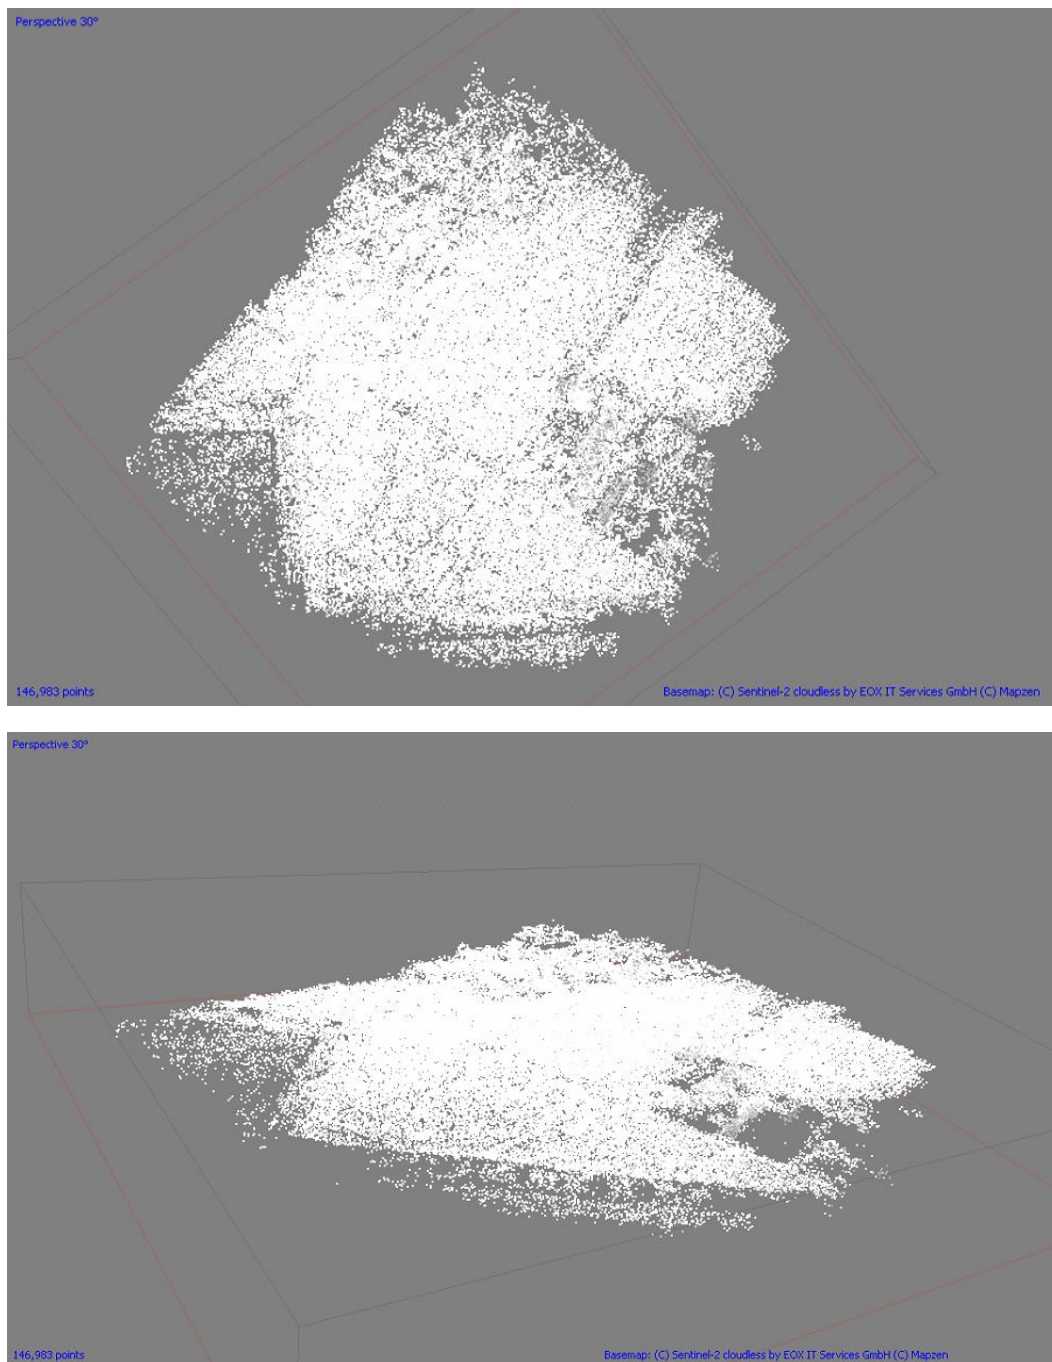 Perspective 30°
146,983 points
Basemap: (C) Sentinel-2 cloudless by EOX IT Services GmbH (C) Mapzen
Perspective 30°
146,983 points
Basemap: (C) Sentinel-2 cloudless by EOX IT Services GmbH (C) Mapzen